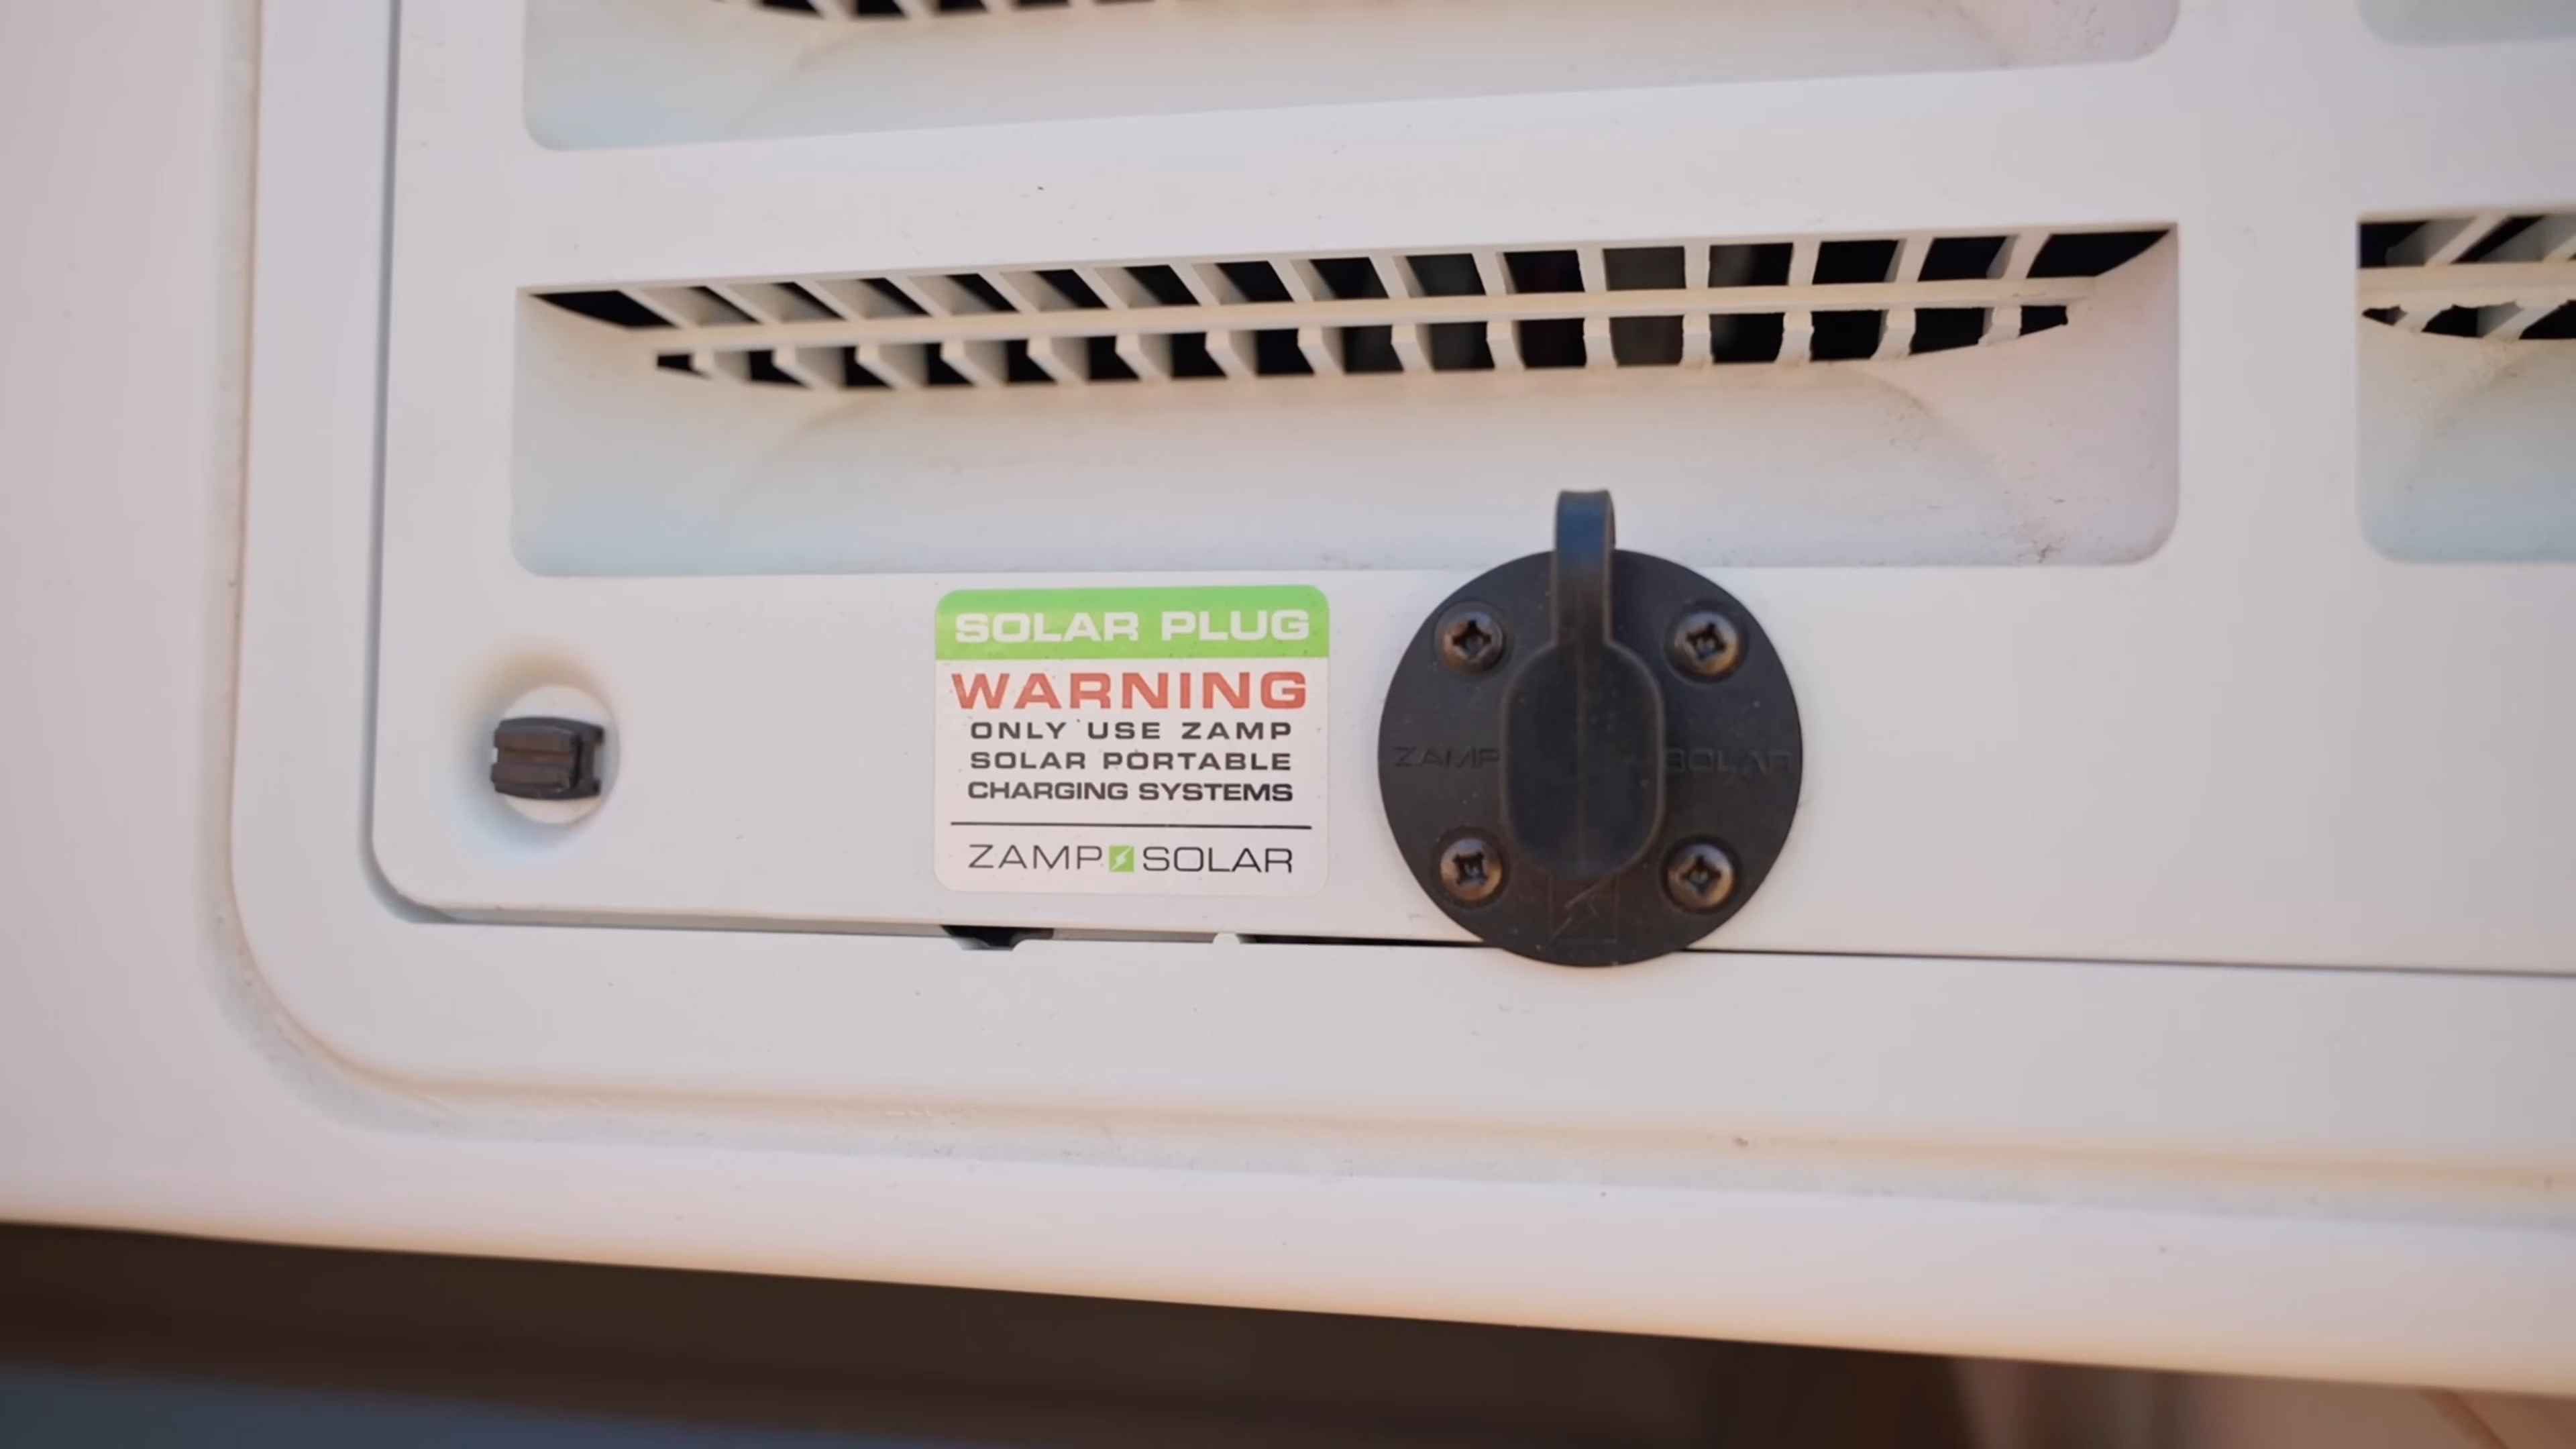 SOLAR PLUG
WARNING
ONLY USE ZAMP
SOLAR PORTABLE
CHARGING SYSTEMS
ZAMP SOLAR
ZAMP SOLAR